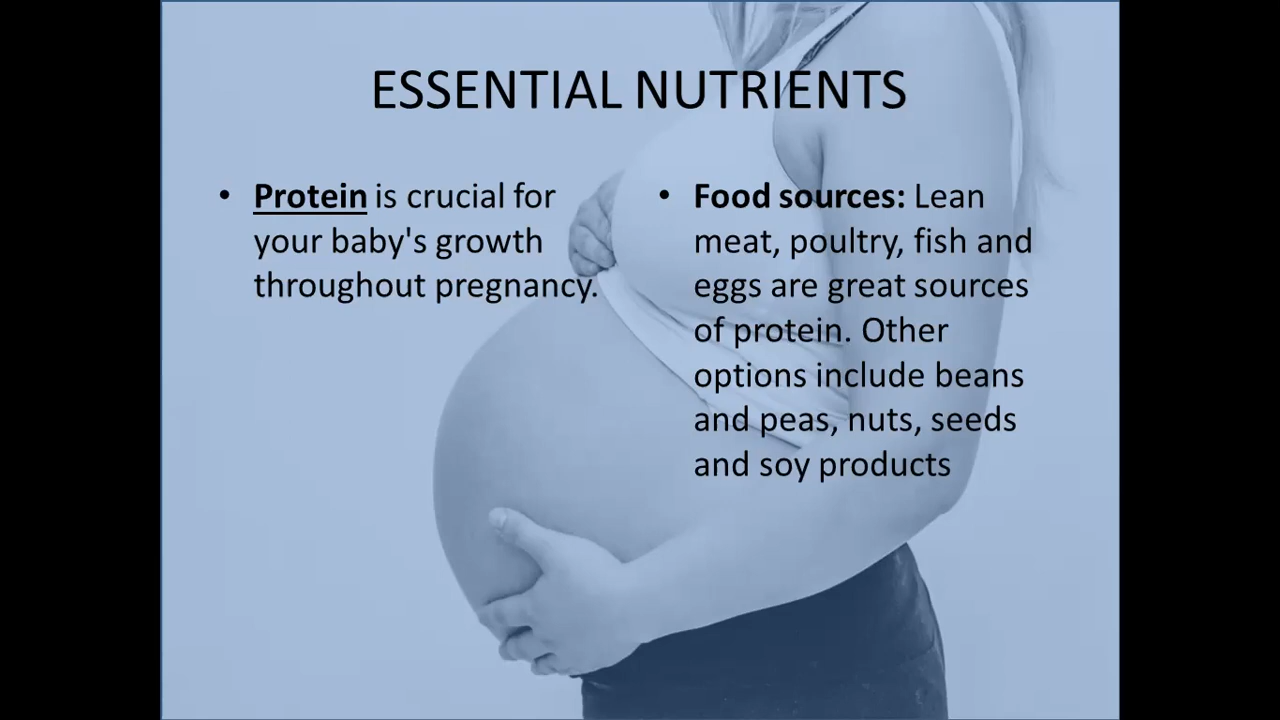 ESSENTIAL NUTRIENTS
• Protein is crucial for
your baby's growth
throughout pregnancy.
• Food sources: Lean
meat, poultry, fish and
eggs are great sources
of protein. Other
options include beans
and peas, nuts, seeds
and soy products